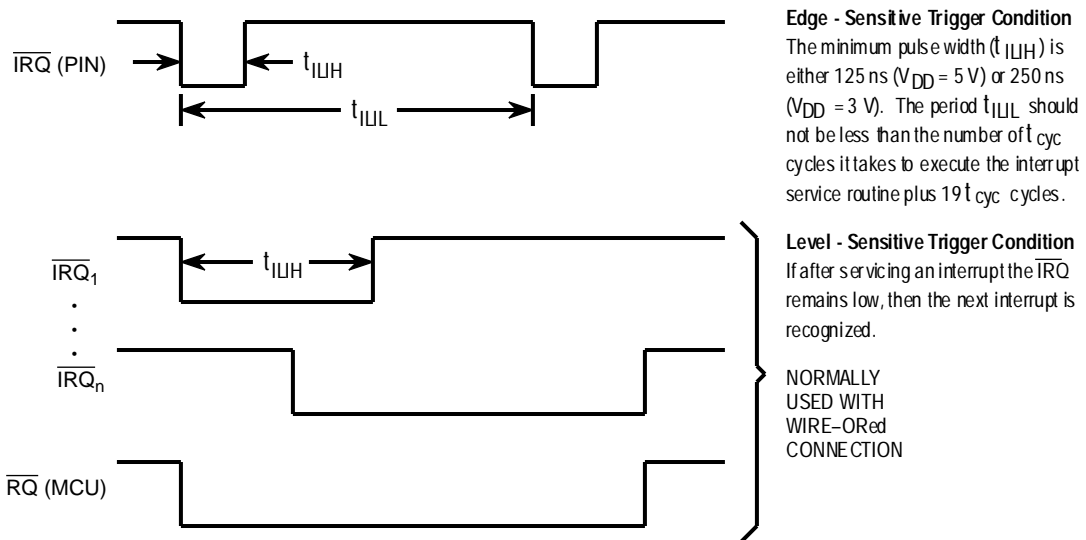 IRQ (PIN)
tILIH
tILIL
Edge - Sensitive Trigger Condition
The minimum pulse width (tILIH) is
either 125 ns (VDD = 5 V) or 250 ns
(VDD = 3 V). The period tILIL should
not be less than the number of tcyc
cycles it takes to execute the interrupt
service routine plus 19 tcyc cycles.
IRQ1
.
.
.
IRQn
tILIH
RQ (MCU)
Level - Sensitive Trigger Condition
If after servicing an interrupt the IRQ
remains low, then the next interrupt is
recognized.
NORMALLY
USED WITH
WIRE–ORed
CONNECTION